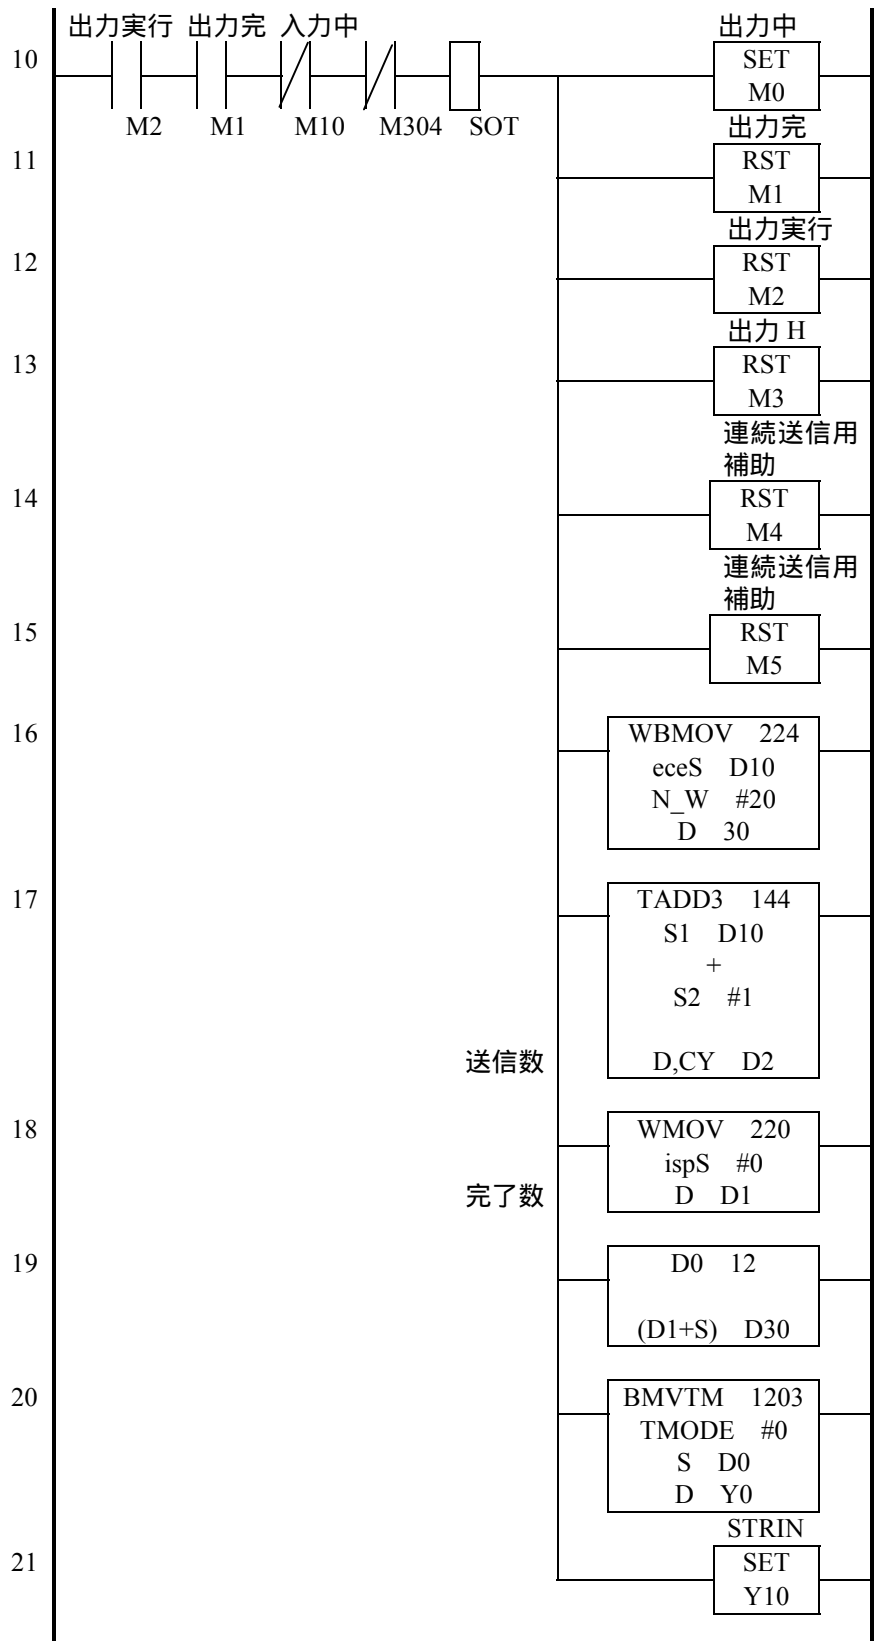 出力実行 出力完 入力中 出力中
10 SET
M0
M2 M1 M10 M304 SOT 出力完
11 RST
M1
出力実行
12 RST
M2
出力 H
13 RST
M3
連続送信用
補助
14 RST
M4
連続送信用
補助
15 RST
M5
16 WBMOV 224
eceS D10
N_W #20
D 30
17 TADD3 144
S1 D10
+
S2 #1
送信数 D,CY D2
18 WMOV 220
ispS #0
完了数 D D1
19 D0 12
(D1+S) D30
20 BMVTM 1203
TMODE #0
S D0
D Y0
STRIN
21 SET
Y10